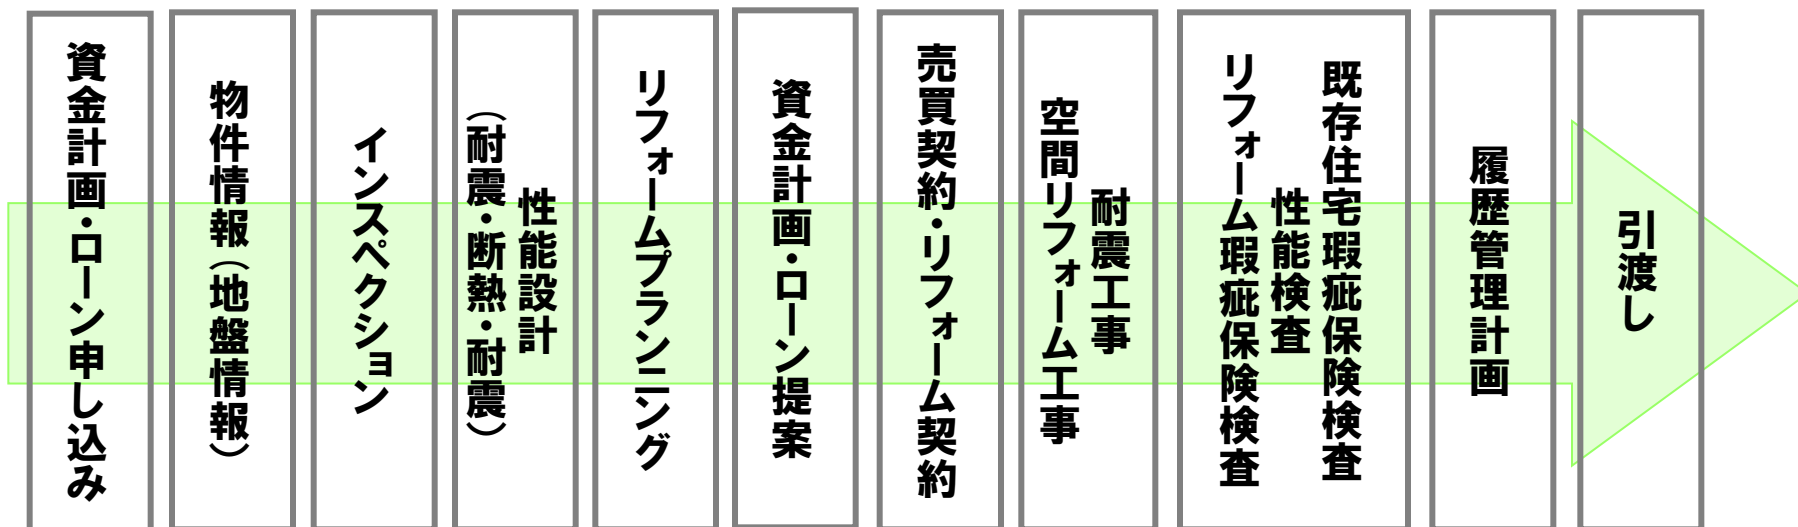 資金計画・ローン申し込み
物件情報（地盤情報）
インスペクション
性能設計
（耐震・断熱・耐震）
リフォームプランニング
資金計画・ローン提案
売買契約・リフォーム契約
耐震工事
空間リフォーム工事
既存住宅瑕疵保険検査
性能検査
リフォーム瑕疵保険検査
履歴管理計画
引渡し